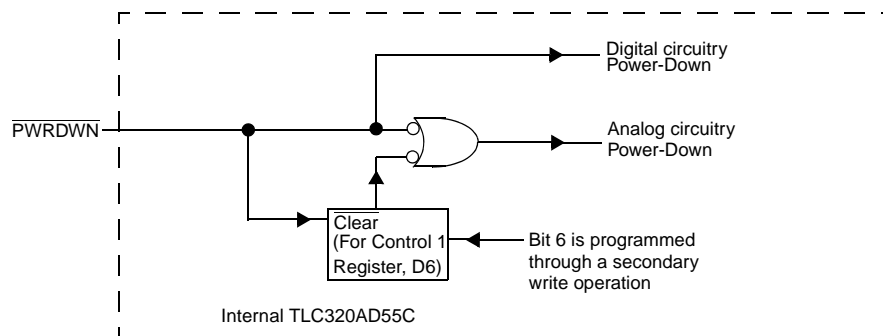 Digital circuitry
Power-Down
PWRDWN
Analog circuitry
Power-Down
Clear
(For Control 1
Register, D6)
Bit 6 is programmed
through a secondary
write operation
Internal TLC320AD55C